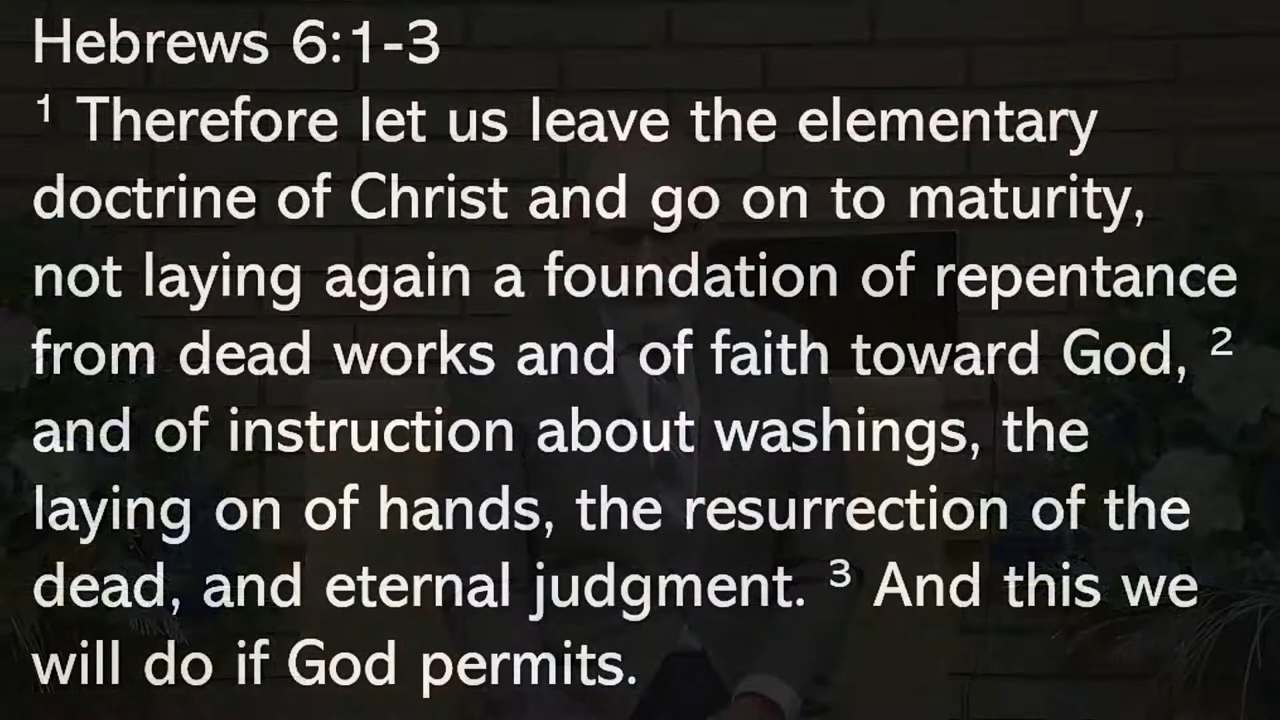 Hebrews 6:1-3
¹ Therefore let us leave the elementary
doctrine of Christ and go on to maturity,
not laying again a foundation of repentance
from dead works and of faith toward God, ²
and of instruction about washings, the
laying on of hands, the resurrection of the
dead, and eternal judgment. ³ And this we
will do if God permits.